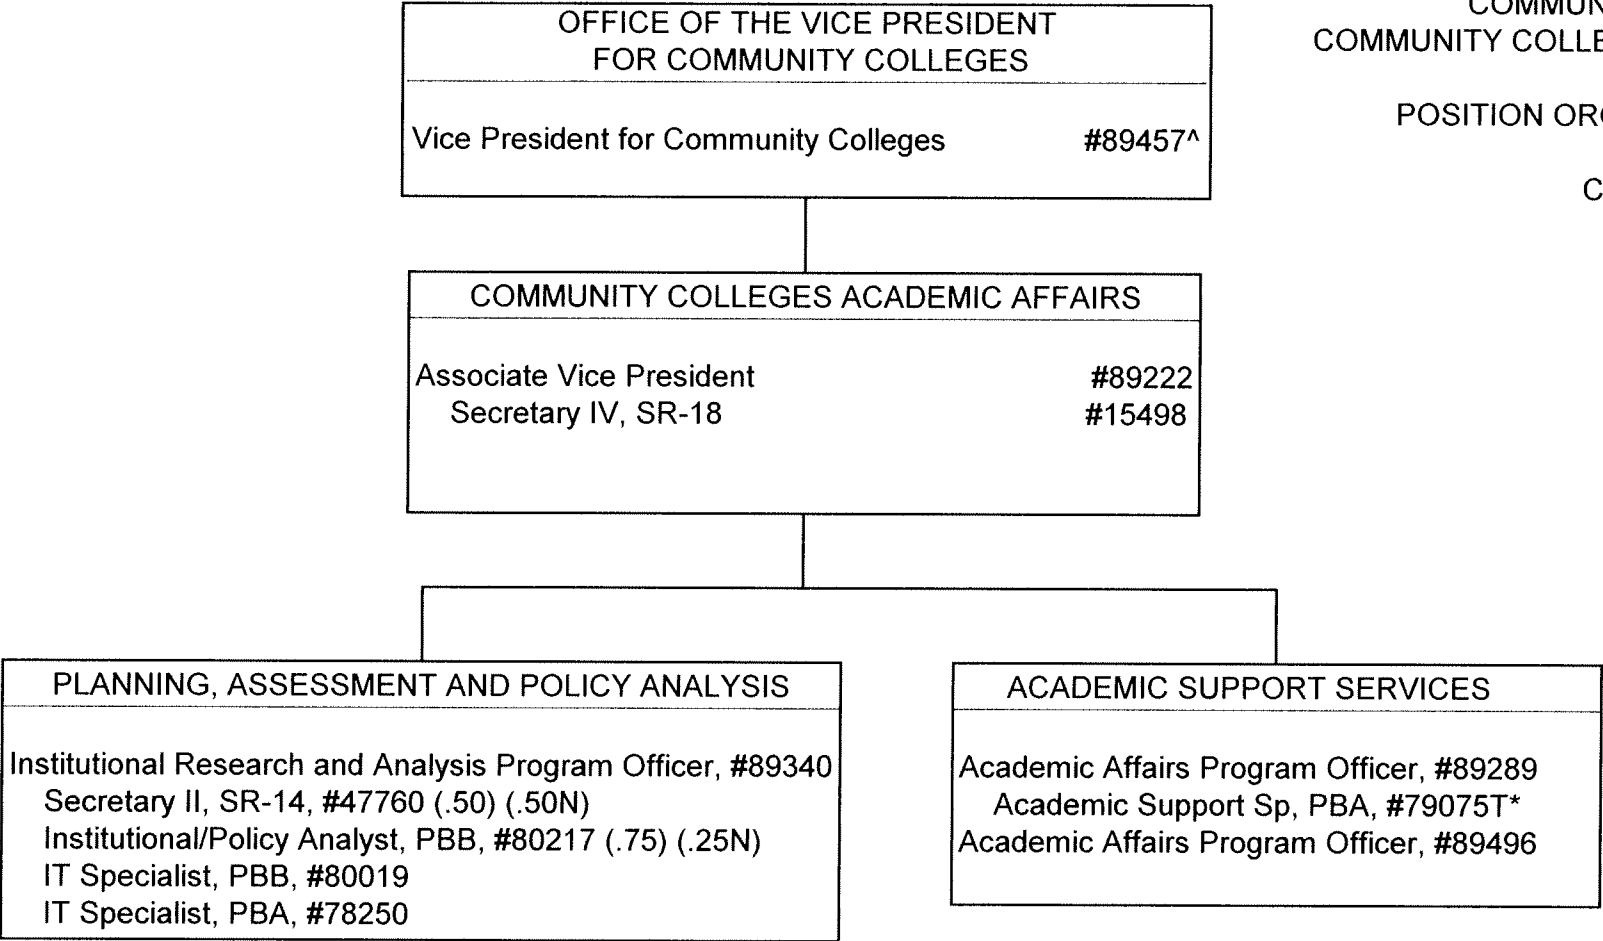 OFFICE OF THE VICE PRESIDENT
FOR COMMUNITY COLLEGES
Vice President for Community Colleges #89457^
COMMUNITY
POSITION
COMMUNITY COLLEGES ACADEMIC AFFAIRS
Associate Vice President #89222
Secretary IV, SR-18 #15498
PLANNING, ASSESSMENT AND POLICY ANALYSIS
Institutional Research and Analysis Program Officer, #89340
Secretary II, SR-14, #47760 (.50) (.50N)
Institutional/Policy Analyst, PBB, #80217 (.75) (.25N)
IT Specialist, PBB, #80019
IT Specialist, PBA, #78250
ACADEMIC SUPPORT SERVICES
Academic Affairs Program Officer, #89289
Academic Support Sp, PBA, #79075T*
Academic Affairs Program Officer, #89496